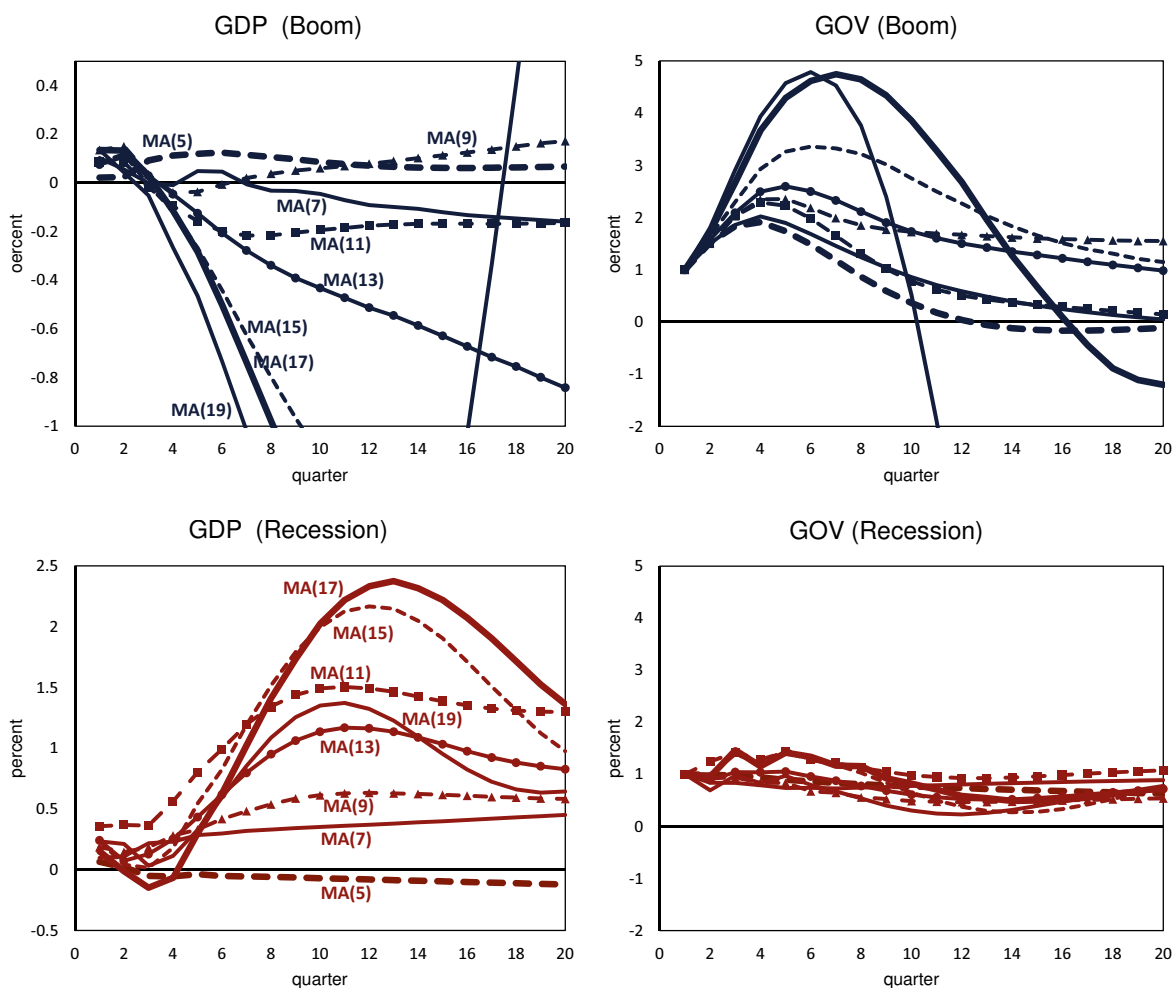 GDP (Boom)
0.4
0.2
0
-0.2
-0.4
-0.6
-0.8
-1
oercent
MA(5)
MA(9)
MA(7)
MA(11)
MA(13)
MA(15)
MA(17)
MA(19)
0 2 4 6 8 10 12 14 16 18 20
quarter
GOV (Boom)
5
4
3
2
1
0
-1
-2
oercent
0 2 4 6 8 10 12 14 16 18 20
quarter
GDP (Recession)
2.5
2
1.5
1
0.5
0
-0.5
percent
MA(17)
MA(15)
MA(11)
MA(19)
MA(13)
MA(9)
MA(7)
MA(5)
0 2 4 6 8 10 12 14 16 18 20
quarter
GOV (Recession)
5
4
3
2
1
0
-1
-2
percent
0 2 4 6 8 10 12 14 16 18 20
quarter